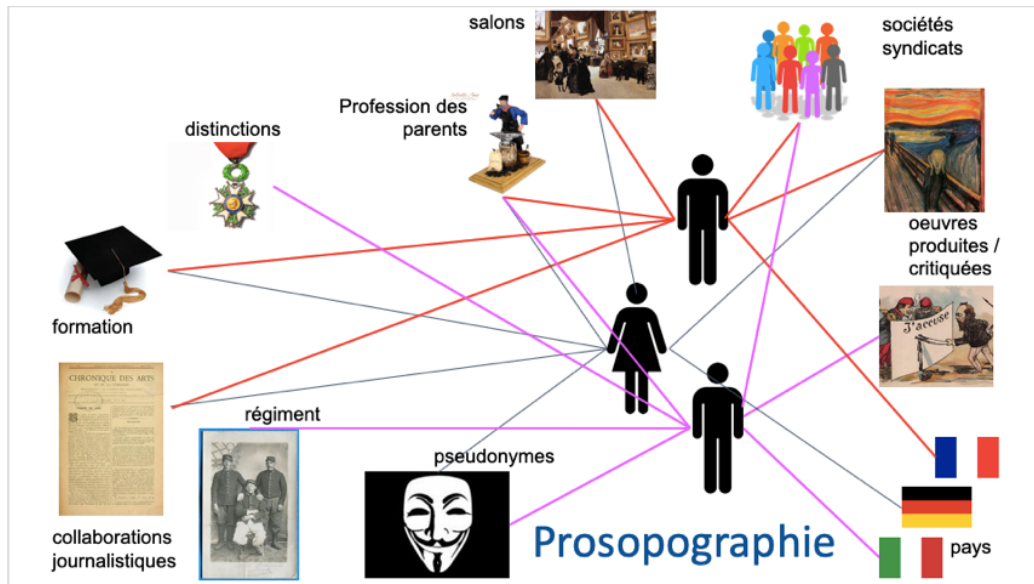 salons
sociétés
syndicats
Profession des
parents
distinctions
oeuvres
produites /
critiquées
J'accuse
formation
CHRONIQUE DES ARTS
régiment
pseudonymes
collaborations
journalistiques
Prosopographie
pays